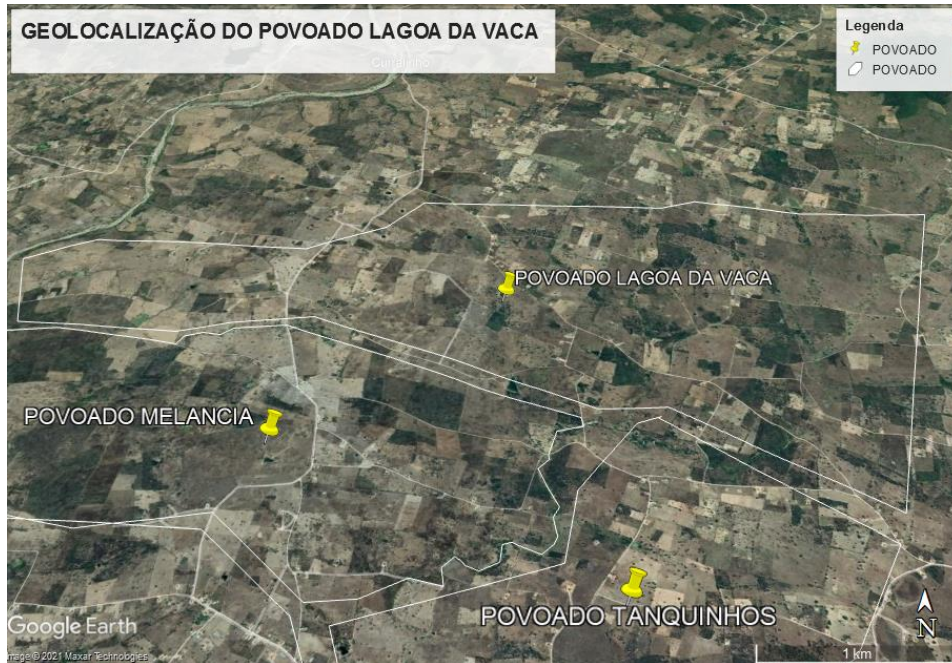 GEOLOCALIZAÇÃO DO POVOADO LAGOA DA VACA
Legenda
POVOADO
POVOADO
POVOADO LAGOA DA VACA
POVOADO MELANCIA
POVOADO TANQUINHOS
Google Earth
Image © 2021 Maxar Technologies
1 km
N